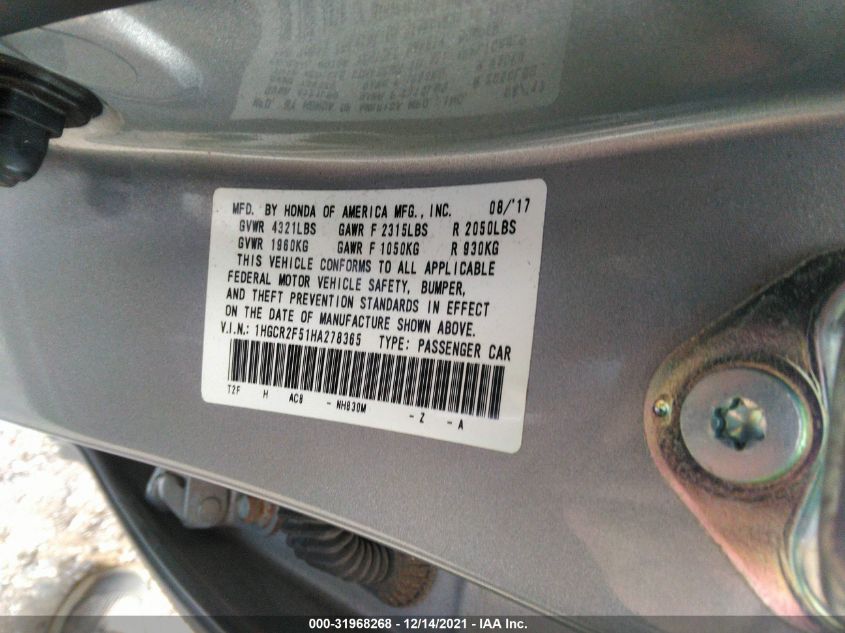 MFD. BY HONDA OF AMERICA MFG., INC. 08/'17
GVWR 4321LBS GAWR F 2315LBS R 2050LBS
GVWR 1960KG GAWR F 1050KG R 930KG
THIS VEHICLE CONFORMS TO ALL APPLICABLE
FEDERAL MOTOR VEHICLE SAFETY, BUMPER,
AND THEFT PREVENTION STANDARDS IN EFFECT
ON THE DATE OF MANUFACTURE SHOWN ABOVE.
V.I.N.: 1HGCR2F51HA278365 TYPE: PASSENGER CAR
T2F H AC8 - NH830M - Z - A
000-31968268 - 12/14/2021 - IAA Inc.